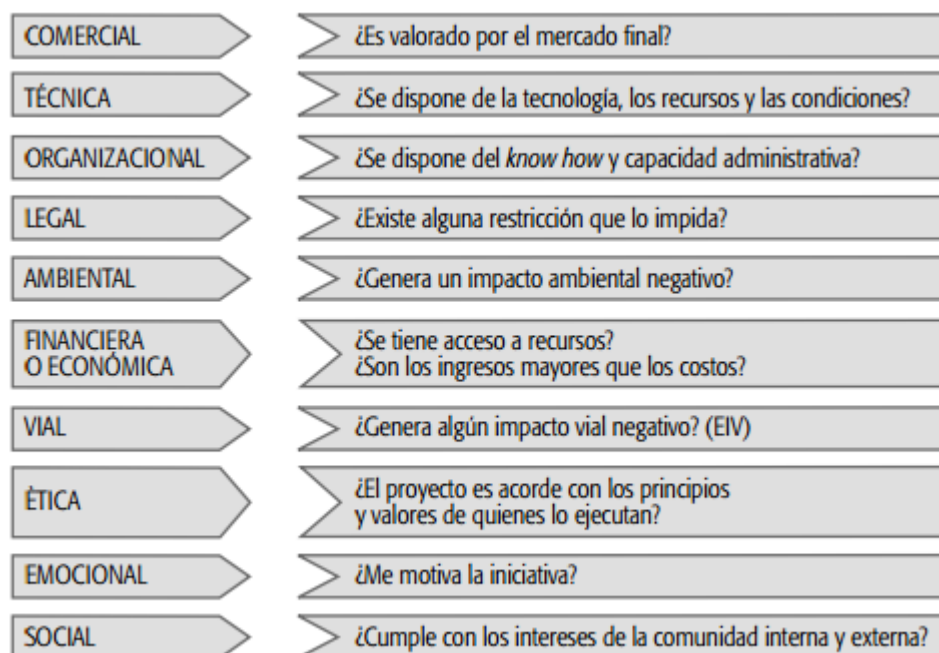 COMERCIAL ¿Es valorado por el mercado final?
TÉCNICA ¿Se dispone de la tecnología, los recursos y las condiciones?
ORGANIZACIONAL ¿Se dispone del know how y capacidad administrativa?
LEGAL ¿Existe alguna restricción que lo impida?
AMBIENTAL ¿Genera un impacto ambiental negativo?
FINANCIERA
O ECONÓMICA
¿Se tiene acceso a recursos?
¿Son los ingresos mayores que los costos?
VIAL ¿Genera algún impacto vial negativo? (EIV)
ÈTICA
¿El proyecto es acorde con los principios
y valores de quienes lo ejecutan?
EMOCIONAL ¿Me motiva la iniciativa?
SOCIAL ¿Cumple con los intereses de la comunidad interna y externa?